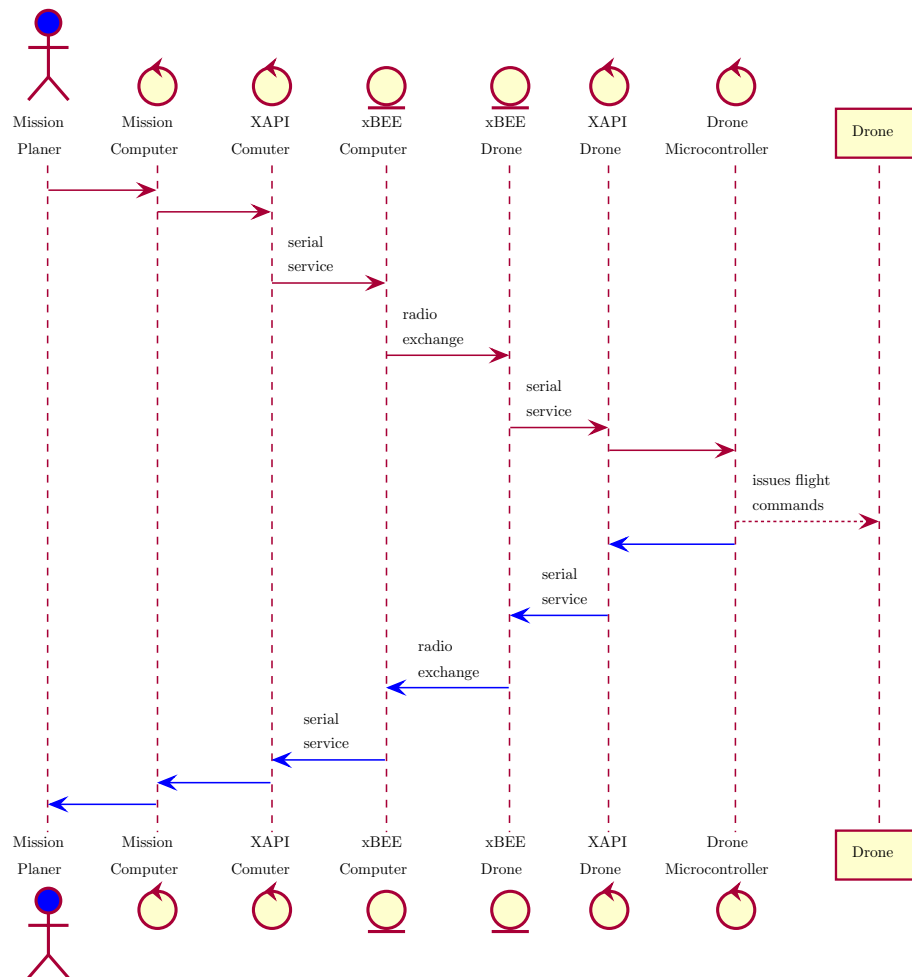 Mission
Planer
Mission
Computer
XAPI
Comuter
xBEE
Computer
xBEE
Drone
XAPI
Drone
Drone
Microcontroller
Drone
serial
service
radio
exchange
serial
service
issues flight
commands
serial
service
radio
exchange
serial
service
Mission
Planer
Mission
Computer
XAPI
Comuter
xBEE
Computer
xBEE
Drone
XAPI
Drone
Drone
Microcontroller
Drone